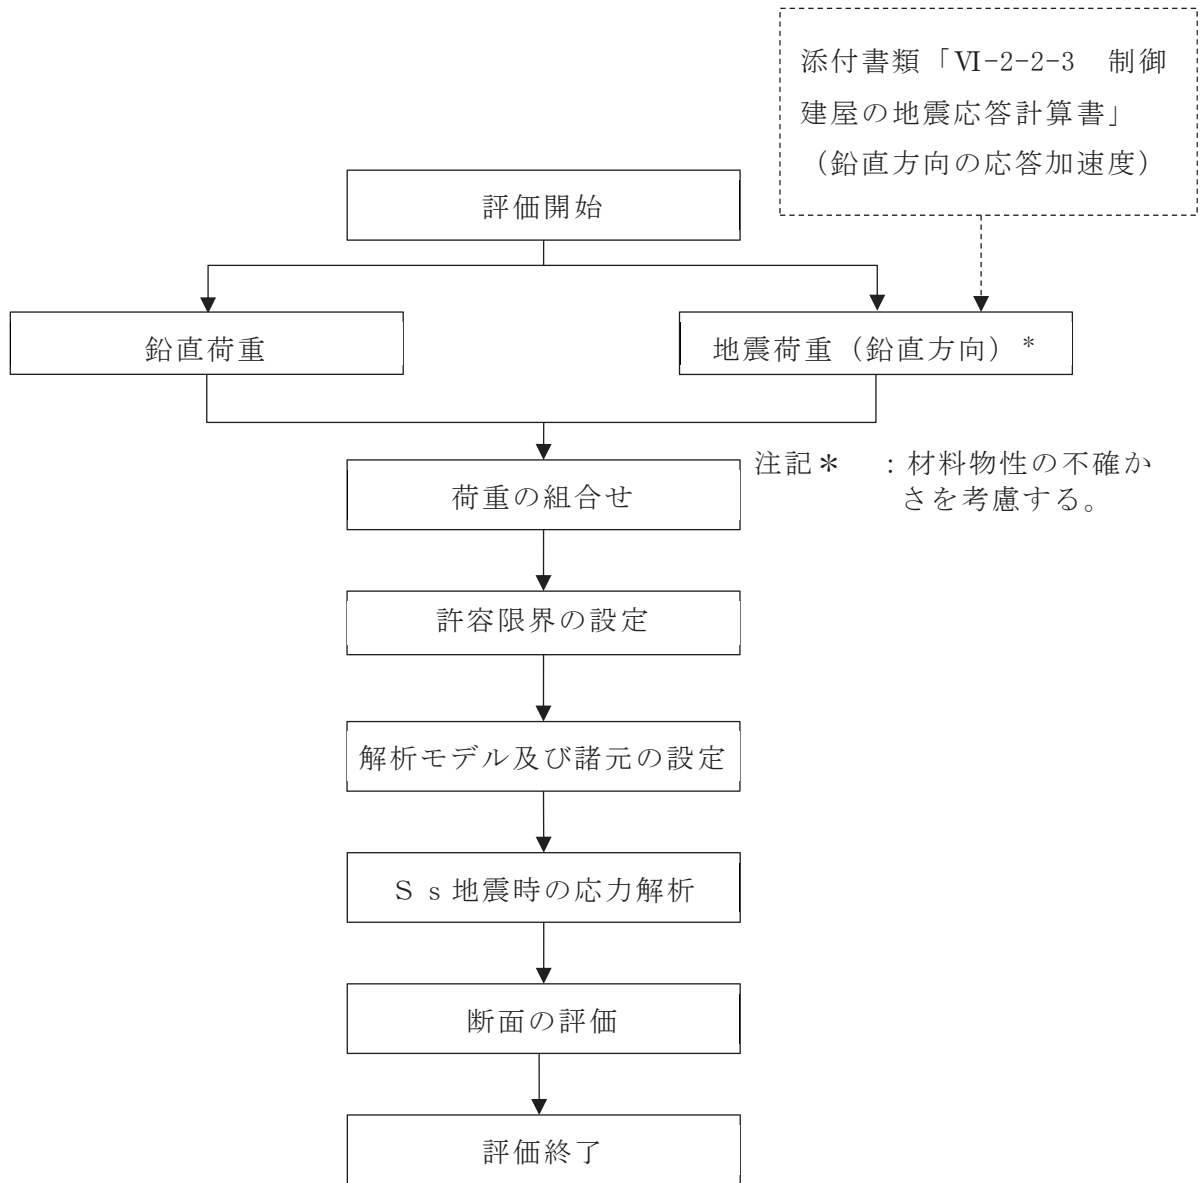 添付書類「Ⅵ-2-2-3　制御
建屋の地震応答計算書」
（鉛直方向の応答加速度）
評価開始
鉛直荷重
地震荷重（鉛直方向）*
注記＊　：材料物性の不確か
さを考慮する。
荷重の組合せ
許容限界の設定
解析モデル及び諸元の設定
Ｓｓ地震時の応力解析
断面の評価
評価終了